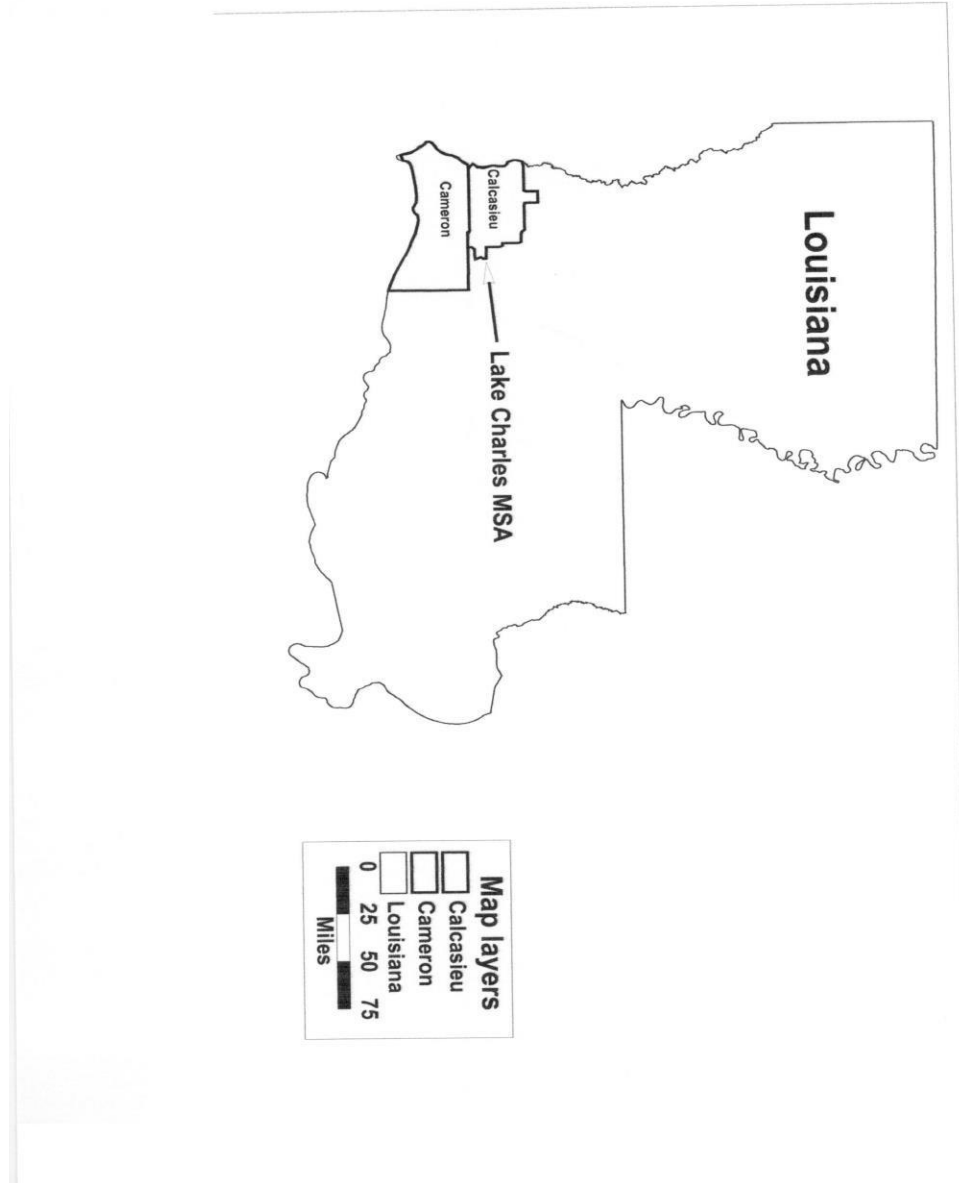 Louisiana
Calcasieu
Cameron
Lake Charles MSA
Map layers
Calcasieu
Cameron
Louisiana
0 25 50 75
Miles